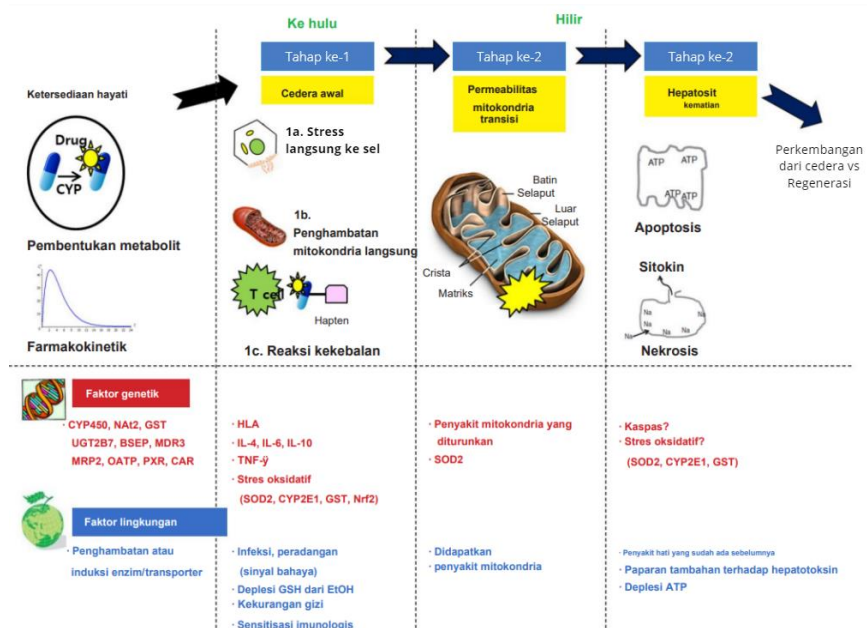 Ke hulu
Hilir
Tahap ke-1
Tahap ke-2
Tahap ke-2
Ketersediaan hayati
Cedera awal
Permeabilitas
mitokondria
transisi
Hepatosit
kematian
Perkembangan
dari cedera vs
Regenerasi
Drug
CYP
Pembentukan metabolit
Farmakokinetik
1a. Stress
langsung ke sel
1b.
Penghambatan
mitokondria langsung
T cell
Hapten
1c. Reaksi kekebalan
Batin
Selaput
Luar
Selaput
Crista
Matriks
ATP ATP
ATP ATP
Apoptosis
Sitokin
Na
Na Na
Na Na Na
Na
Nekrosis
Faktor genetik
· CYP450, NAt2, GST
UGT2B7, BSEP, MDR3
MRP2, OATP, PXR, CAR
· HLA
· IL-4, IL-6, IL-10
· TNF-ÿ
· Stres oksidatif
(SOD2, CYP2E1, GST, Nrf2)
· Penyakit mitokondria yang
diturunkan
· SOD2
· Kaspas?
· Stres oksidatif?
(SOD2, CYP2E1, GST)
Faktor lingkungan
· Penghambatan atau
induksi enzim/transporter
· Infeksi, peradangan
(sinyal bahaya)
· Deplesi GSH dari EtOH
· Kekurangan gizi
· Sensitisasi imunologis
· Didapatkan
· penyakit mitokondria
· Penyakit hati yang sudah ada sebelumnya
· Paparan tambahan terhadap hepatotoksin
· Deplesi ATP